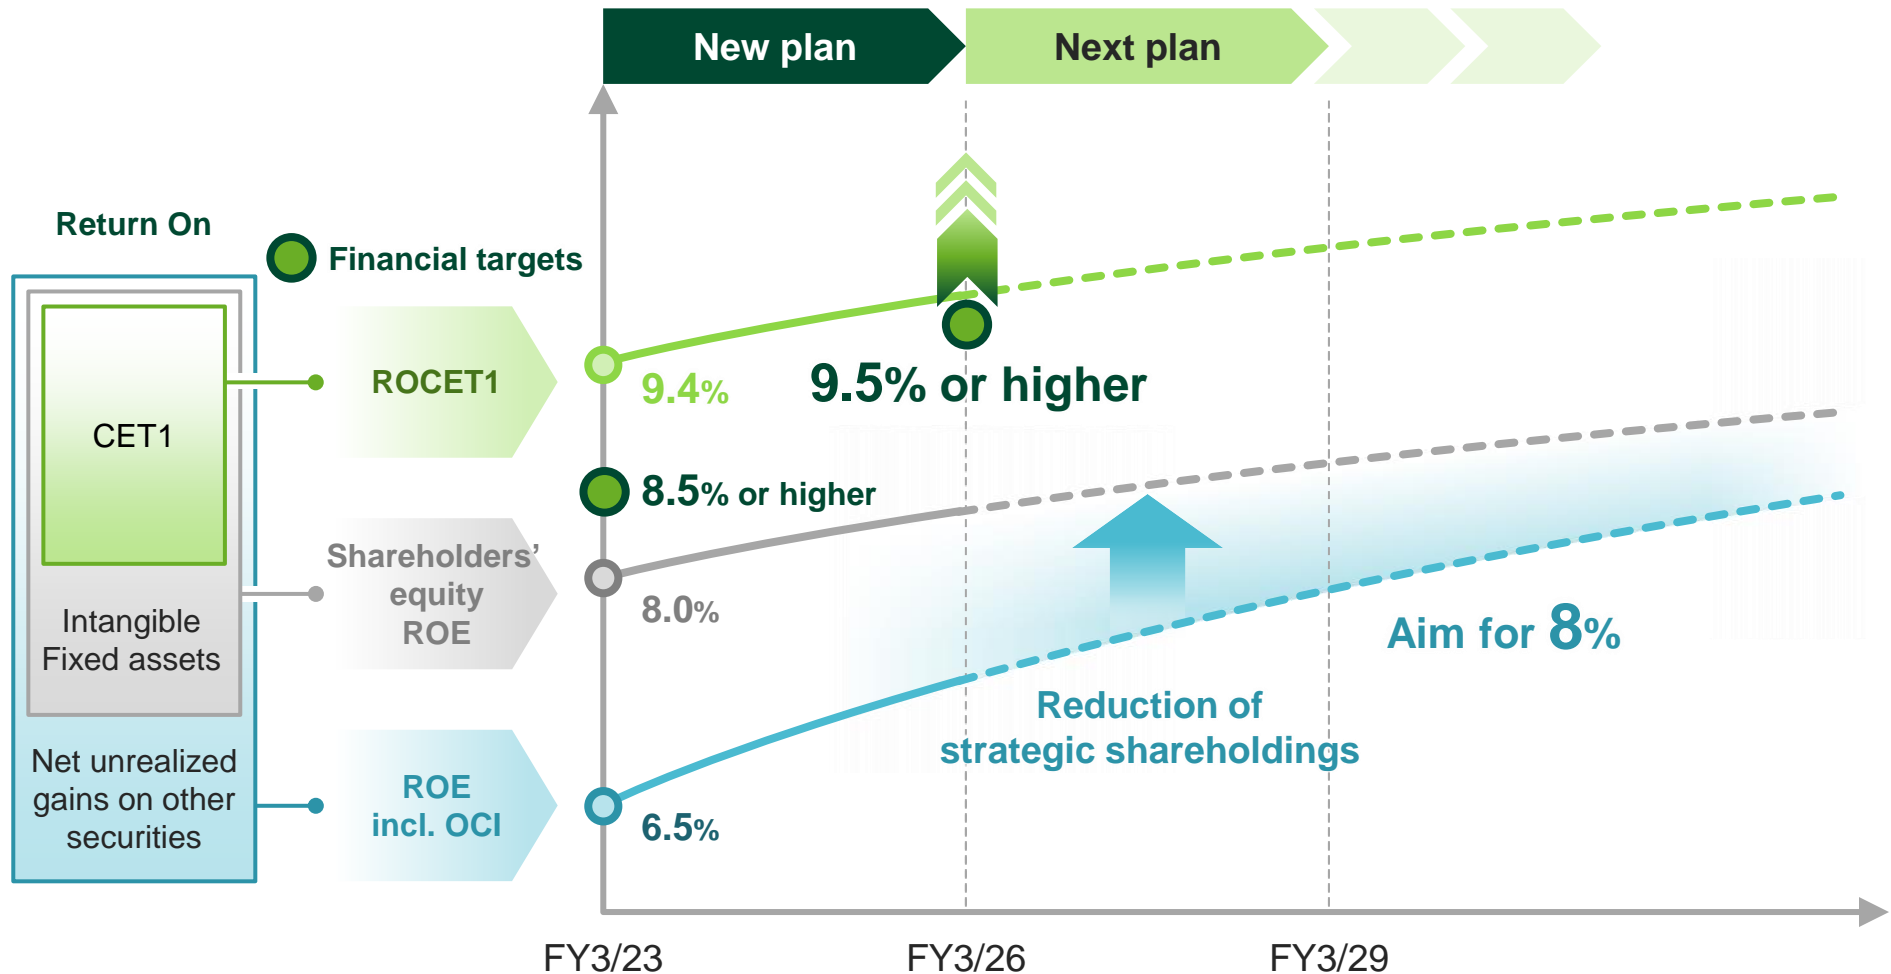 New plan
Next plan
Return On
Financial targets
CET1
Intangible
Fixed assets
Net unrealized
gains on other
securities
ROCET1
Shareholders'
equity
ROE
ROE
incl. OCI
9.4%
9.5% or higher
8.5% or higher
8.0%
6.5%
Aim for 8%
Reduction of
strategic shareholdings
FY3/23
FY3/26
FY3/29